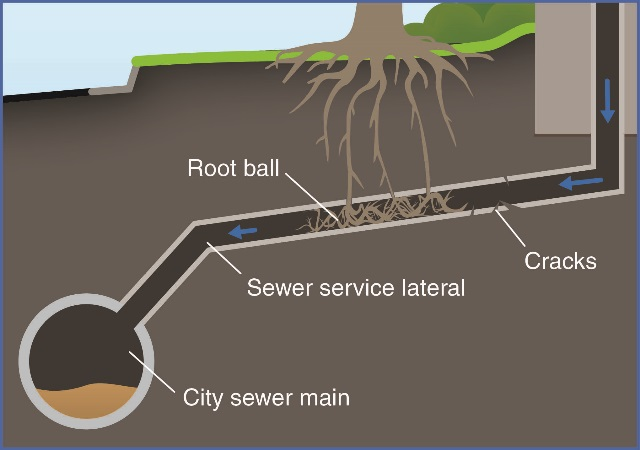 Root ball
Cracks
Sewer service lateral
City sewer main